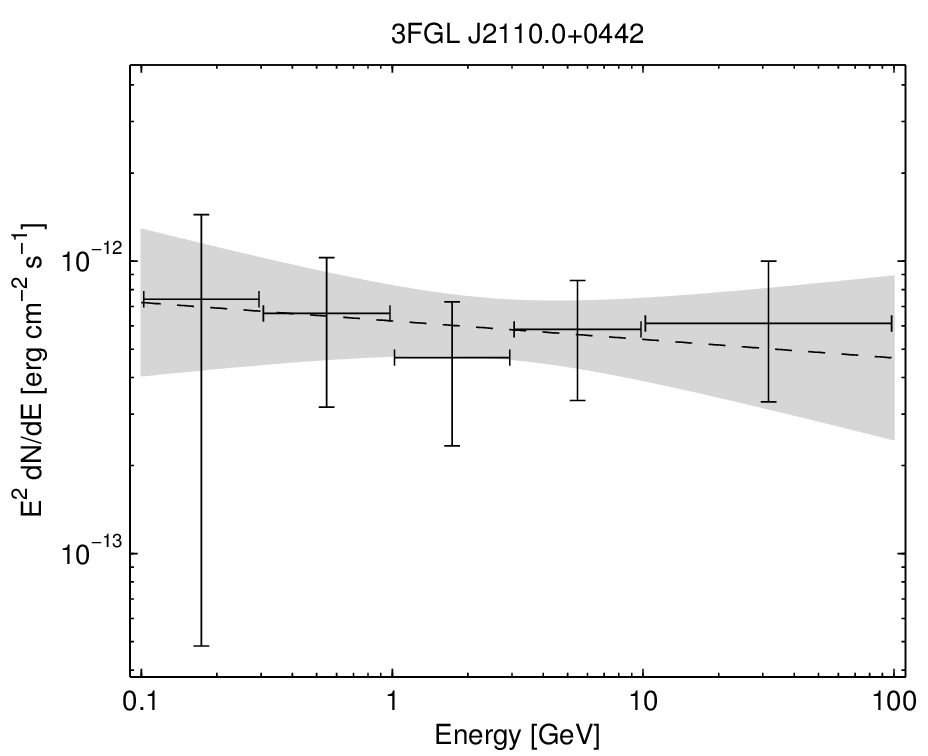 3FGL J2110.0+0442
E² dN/dE [erg cm⁻² s⁻¹]
10⁻¹²
10⁻¹³
0.1 1 10 100
Energy [GeV]